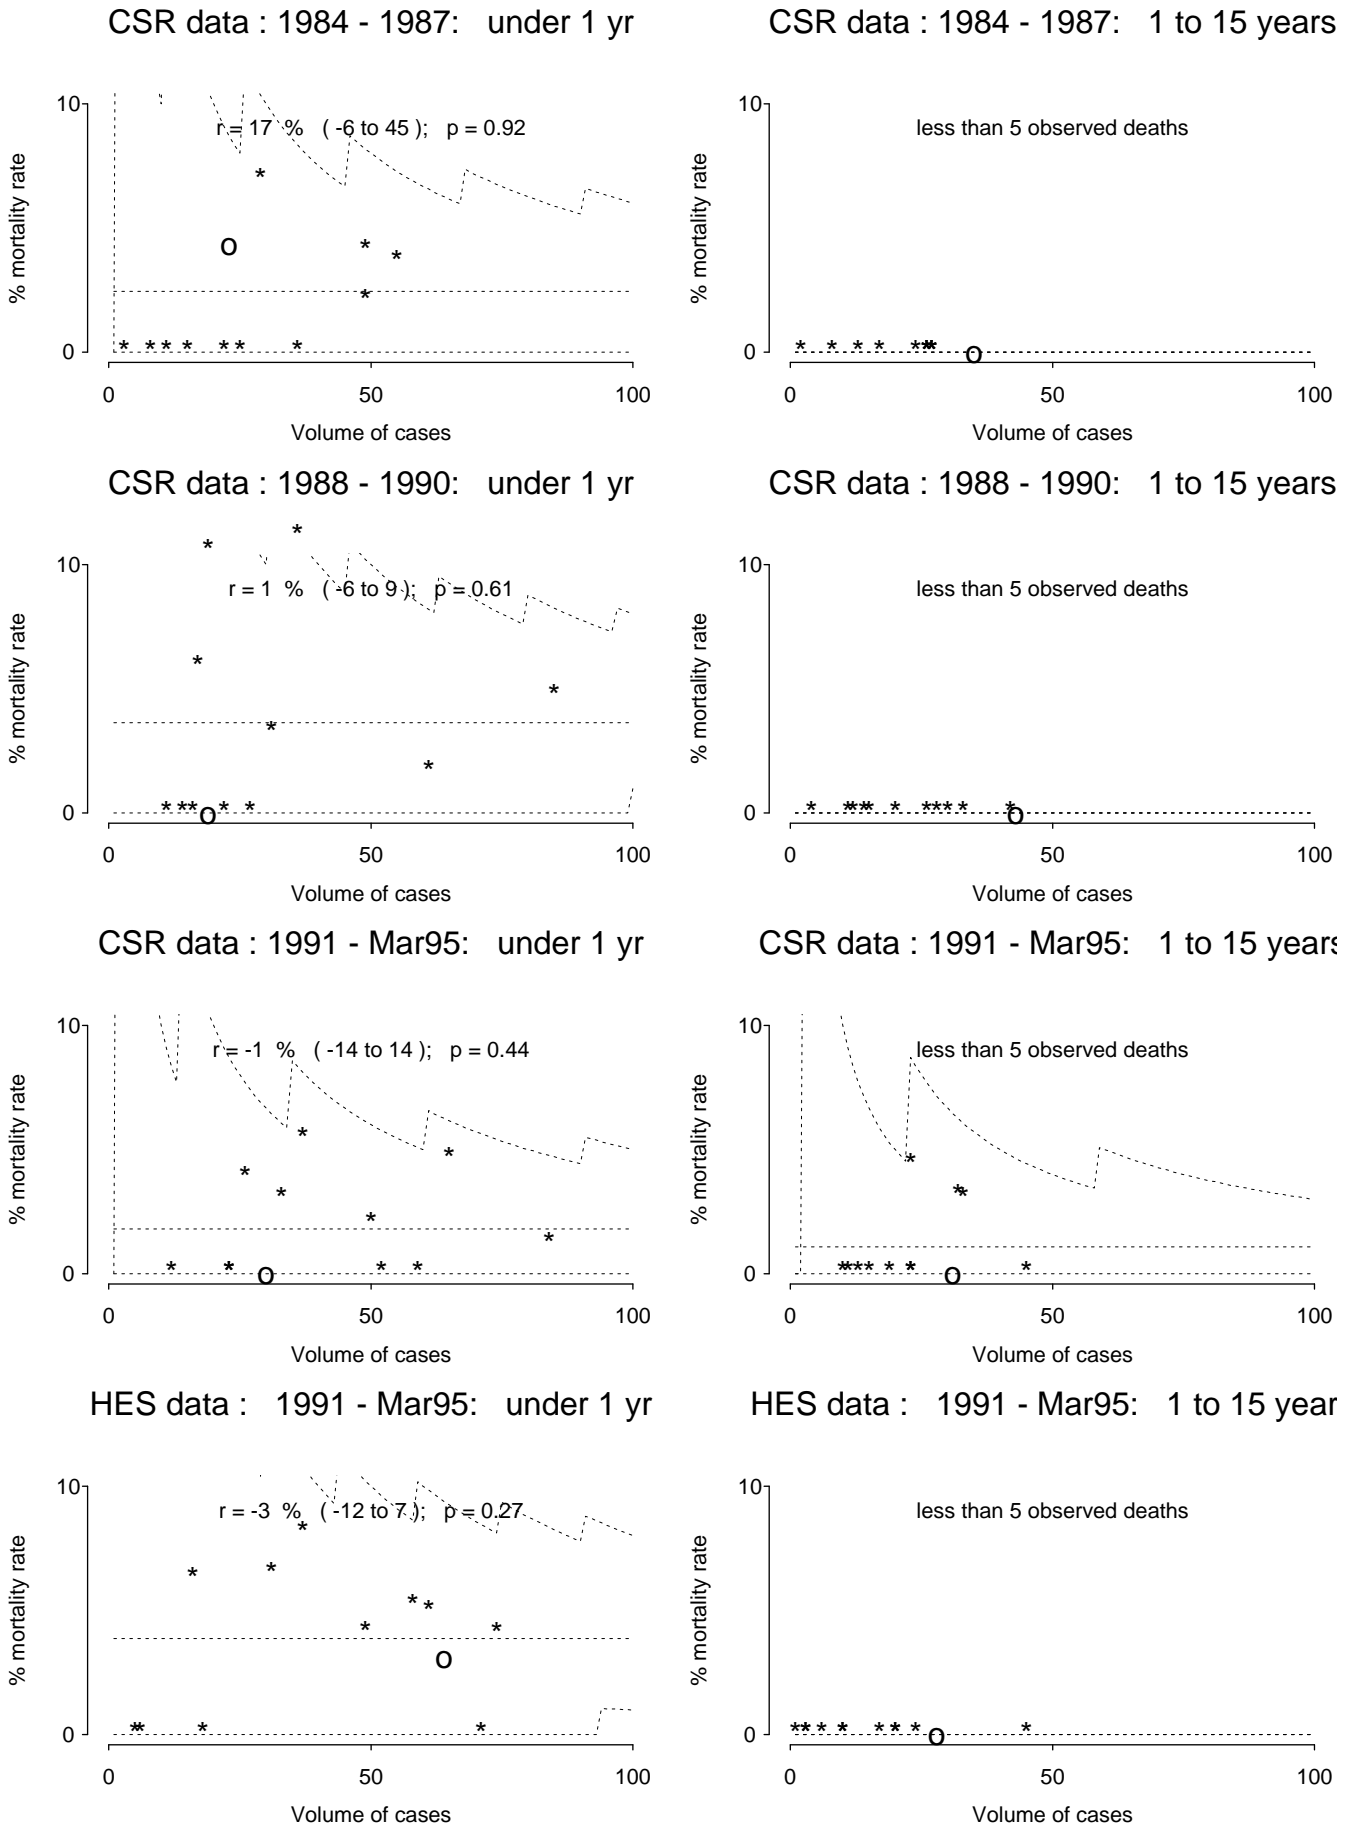 CSR data : 1984 - 1987: under 1 yr
10
r = 17 % ( -6 to 45 ); p = 0.92
% mortality rate
0
0 50 100
Volume of cases
CSR data : 1984 - 1987: 1 to 15 years
10
less than 5 observed deaths
% mortality rate
0
0 50 100
Volume of cases
CSR data : 1988 - 1990: under 1 yr
10
r = 1 % ( -6 to 9 ); p = 0.61
% mortality rate
0
0 50 100
Volume of cases
CSR data : 1988 - 1990: 1 to 15 years
10
less than 5 observed deaths
% mortality rate
0
0 50 100
Volume of cases
CSR data : 1991 - Mar95: under 1 yr
10
r = -1 % ( -14 to 14 ); p = 0.44
% mortality rate
0
0 50 100
Volume of cases
CSR data : 1991 - Mar95: 1 to 15 years
10
less than 5 observed deaths
% mortality rate
0
0 50 100
Volume of cases
HES data : 1991 - Mar95: under 1 yr
10
r = -3 % ( -12 to 7 ); p = 0.27
% mortality rate
0
0 50 100
Volume of cases
HES data : 1991 - Mar95: 1 to 15 year
10
less than 5 observed deaths
% mortality rate
0
0 50 100
Volume of cases